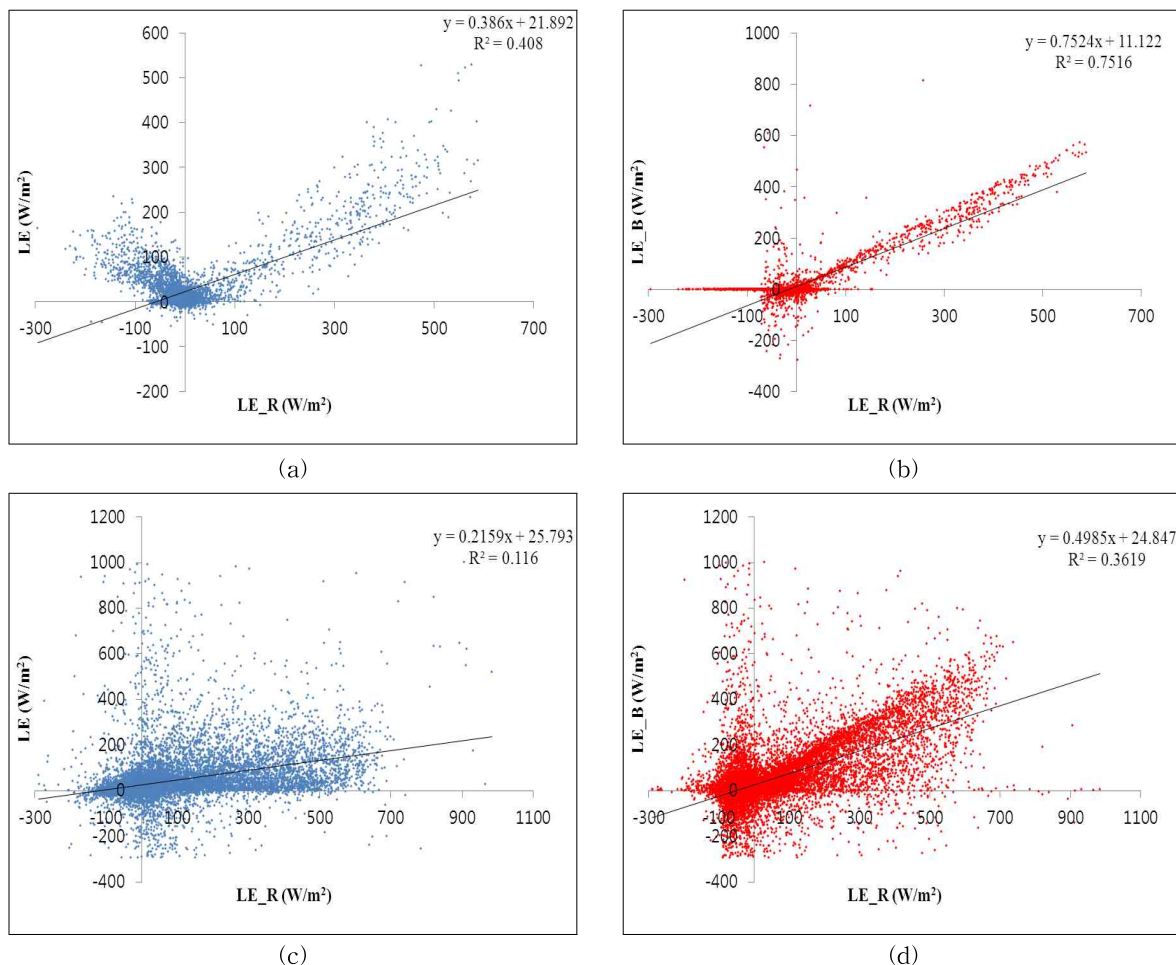 y = 0.386x + 21.892
R² = 0.408
600
500
400
300
200
100
0
-100
-200
-300 -100 100 300 500 700
LE (W/m²)
LE_R (W/m²)
(a)
y = 0.7524x + 11.122
R² = 0.7516
1000
800
600
400
200
0
-200
-400
-300 -100 100 300 500 700
LE_B (W/m²)
LE_R (W/m²)
(b)
y = 0.2159x + 25.793
R² = 0.116
1200
1000
800
600
400
200
0
-200
-400
-300 -100 100 300 500 700 900 1100
LE (W/m²)
LE_R (W/m²)
(c)
y = 0.4985x + 24.847
R² = 0.3619
1200
1000
800
600
400
200
0
-200
-400
-300 -100 100 300 500 700 900 1100
LE_B (W/m²)
LE_R (W/m²)
(d)